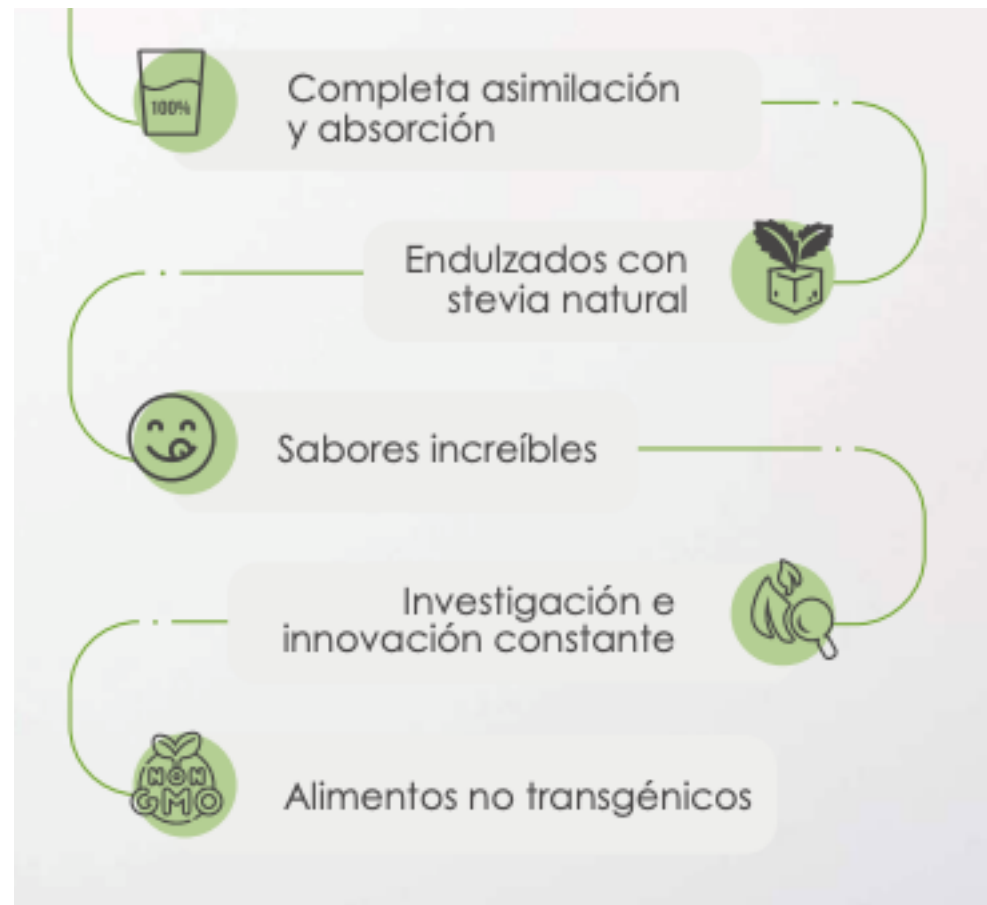 100%
Completa asimilación
y absorción
Endulzados con
stevia natural
Sabores increíbles
Investigación e
innovación constante
NON
GMO
Alimentos no transgénicos